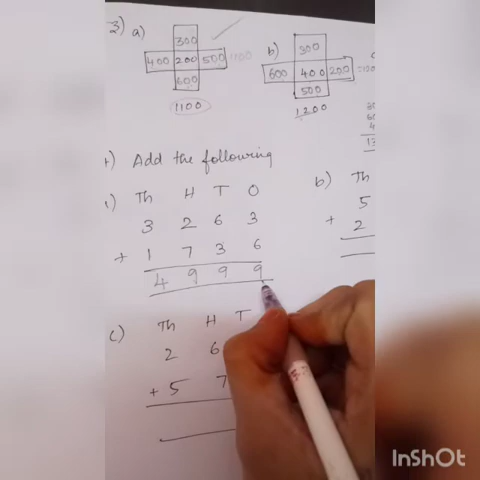 3) a)
300
400 200 500 1100
600
1100
b)
300
600 400 200
500
1200
Add the following
Th H T O
3 2 6 3
+ 1 7 3 6
4 9 9 9
b) Th
5
+ 2
c) Th H T
2 6
+ 5 7
InShOt